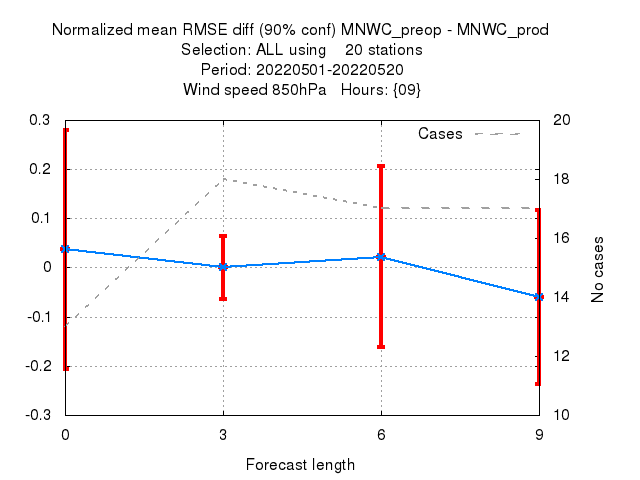 Normalized mean RMSE diff (90% conf) MNWC_preop - MNWC_prod
Selection: ALL using    20 stations
Period: 20220501-20220520
Wind speed 850hPa   Hours: {09}
Cases
0.3
0.2
0.1
0
-0.1
-0.2
-0.3
20
18
16
14
12
10
No cases
0 3 6 9
Forecast length